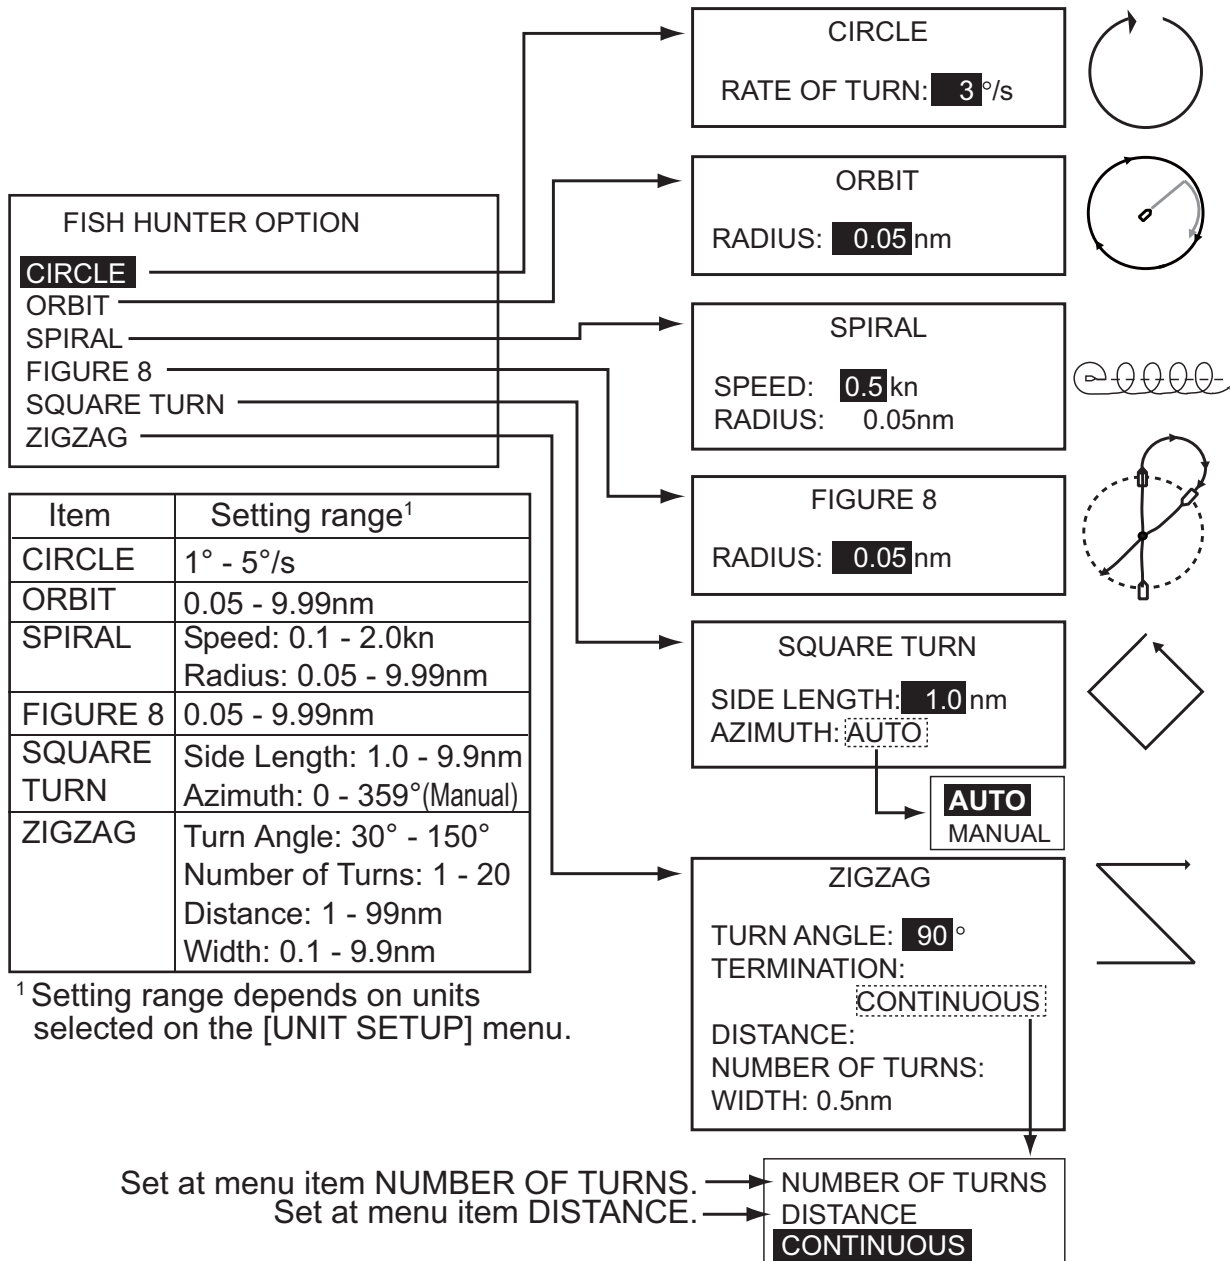 FISH HUNTER OPTION
CIRCLE
ORBIT
SPIRAL
FIGURE 8
SQUARE TURN
ZIGZAG
CIRCLE
RATE OF TURN: 3 °/s
ORBIT
RADIUS: 0.05 nm
SPIRAL
SPEED: 0.5 kn
RADIUS: 0.05nm
FIGURE 8
RADIUS: 0.05 nm
SQUARE TURN
SIDE LENGTH: 1.0 nm
AZIMUTH: AUTO
AUTO
MANUAL
ZIGZAG
TURN ANGLE: 90 °
TERMINATION:
CONTINUOUS
DISTANCE:
NUMBER OF TURNS:
WIDTH: 0.5nm
NUMBER OF TURNS
DISTANCE
CONTINUOUS
Item Setting range¹
CIRCLE 1° - 5°/s
ORBIT 0.05 - 9.99nm
SPIRAL Speed: 0.1 - 2.0kn
Radius: 0.05 - 9.99nm
FIGURE 8 0.05 - 9.99nm
SQUARE Side Length: 1.0 - 9.9nm
TURN Azimuth: 0 - 359°(Manual)
ZIGZAG Turn Angle: 30° - 150°
Number of Turns: 1 - 20
Distance: 1 - 99nm
Width: 0.1 - 9.9nm
¹ Setting range depends on units
selected on the [UNIT SETUP] menu.
Set at menu item NUMBER OF TURNS.
Set at menu item DISTANCE.